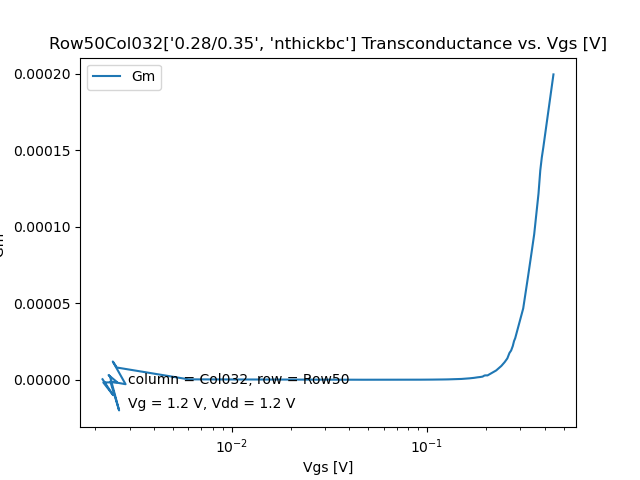 Row50Col032['0.28/0.35', 'nthickbc'] Transconductance vs. Vgs [V]
Gm
0.00020
0.00015
0.00010
0.00005
0.00000
column = Col032, row = Row50
Vg = 1.2 V, Vdd = 1.2 V
10⁻²
10⁻¹
Vgs [V]